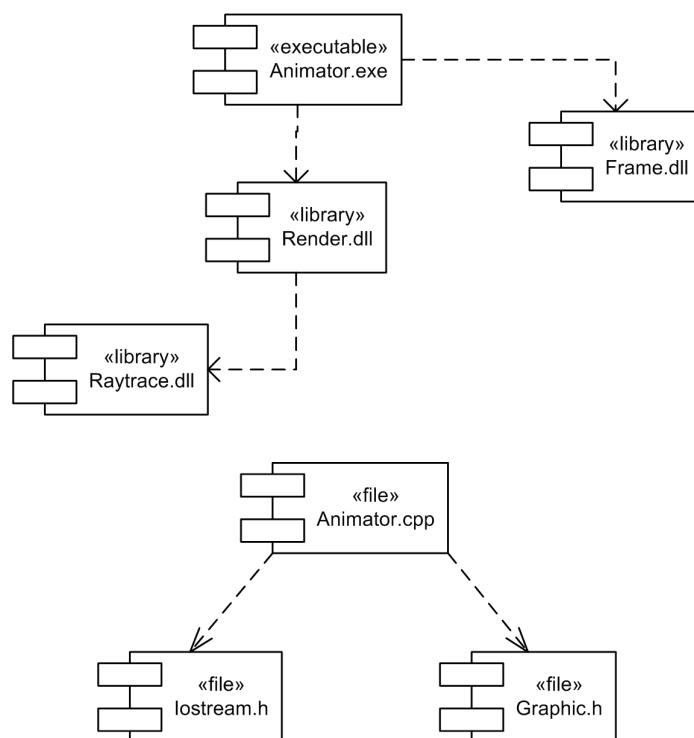 «executable»
Animator.exe
«library»
Frame.dll
«library»
Render.dll
«library»
Raytrace.dll
«file»
Animator.cpp
«file»
Iostream.h
«file»
Graphic.h